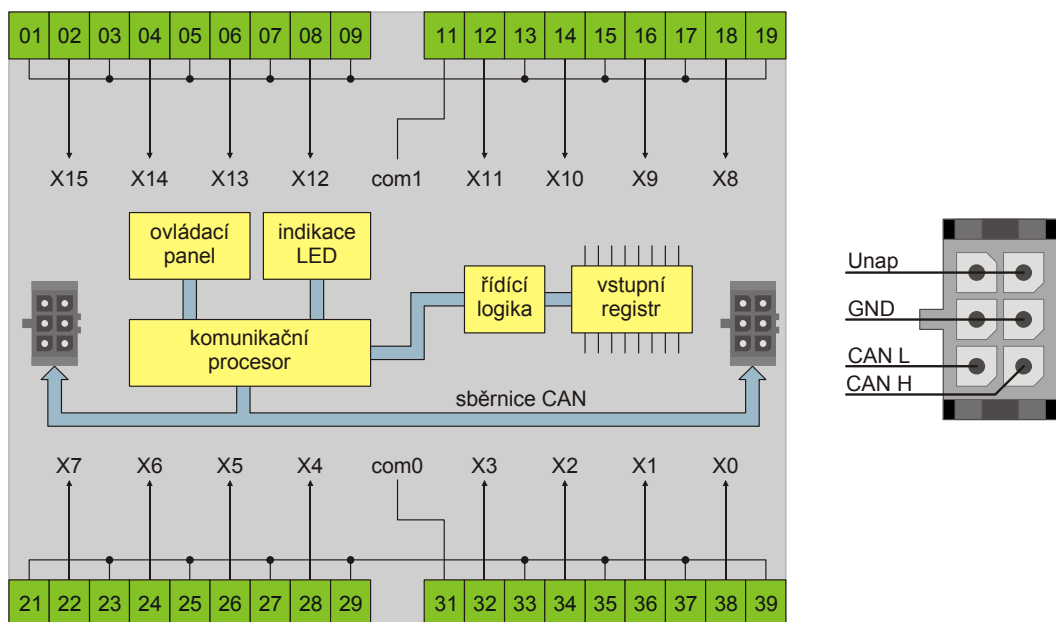 01 02 03 04 05 06 07 08 09 11 12 13 14 15 16 17 18 19
X15 X14 X13 X12 com1 X11 X10 X9 X8
ovládací
panel
indikace
LED
řídící
logika
vstupní
registr
komunikační
procesor
sběrnice CAN
X7 X6 X5 X4 com0 X3 X2 X1 X0
21 22 23 24 25 26 27 28 29 31 32 33 34 35 36 37 38 39
Unap
GND
CAN L
CAN H